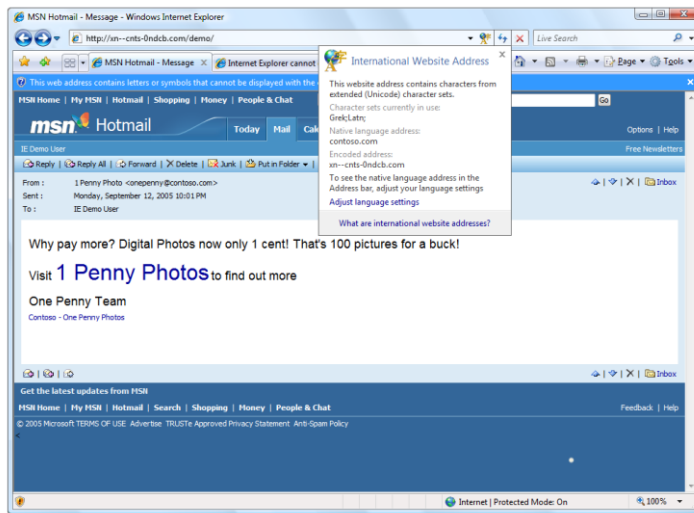 MSN Hotmail - Message - Windows Internet Explorer
http://xn--cnts-0ndcb.com/demo/
Live Search
MSN Hotmail - Message
Internet Explorer cannot
Page
Tools
This web address contains letters or symbols that cannot be displayed with the
International Website Address
This website address contains characters from
extended (Unicode) character sets.
Character sets currently in use:
Grek;Latn;
Native language address:
contoso.com
Encoded address:
xn--cnts-0ndcb.com
To see the native language address in the
Address bar, adjust your language settings
Adjust language settings
What are international website addresses?
MSN Home | My MSN | Hotmail | Shopping | Money | People & Chat
Go
msn Hotmail
Today Mail Cal
Options | Help
IE Demo User
Free Newsletters
Reply | Reply All | Forward | Delete | Junk | Put in Folder
From : 1 Penny Photo <onepenny@contoso.com>
Inbox
Sent : Monday, September 12, 2005 10:01 PM
To : IE Demo User
Why pay more? Digital Photos now only 1 cent! That's 100 pictures for a buck!
Visit 1 Penny Photos to find out more
One Penny Team
Contoso - One Penny Photos
Inbox
Get the latest updates from MSN
MSN Home | My MSN | Hotmail | Search | Shopping | Money | People & Chat
Feedback | Help
© 2005 Microsoft TERMS OF USE Advertise TRUSTe Approved Privacy Statement Anti-Spam Policy
<
Internet | Protected Mode: On
100%